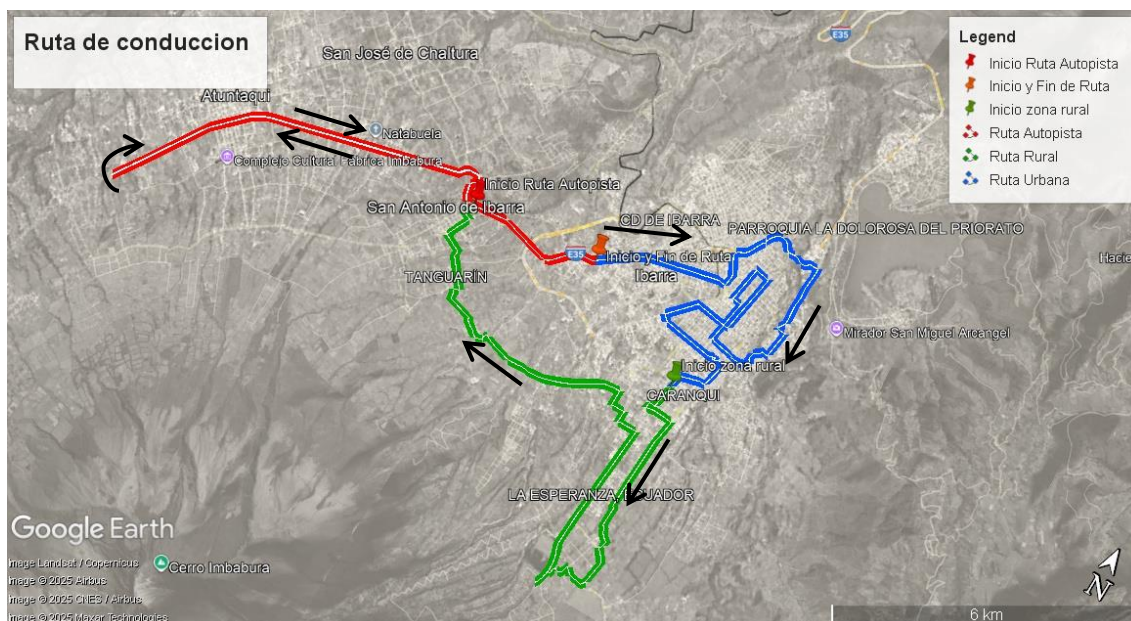 Ruta de conduccion
San José de Chaltura
E35
Legend
Inicio Ruta Autopista
Inicio y Fin de Ruta
Inicio zona rural
Ruta Autopista
Ruta Rural
Ruta Urbana
Atuntaqui
Natabuela
Complejo Cultural Fábrica Imbabura
Inicio Ruta Autopista
San Antonio de Ibarra
CD DE IBARRA
PARROQUIA LA DOLOROSA DEL PRIORATO
E35
Inicio y Fin de Ruta
Ibarra
Hacie
TANGUARÍN
Mirador San Miguel Arcangel
Inicio zona rural
CARANQUI
LA ESPERANZA, ECUADOR
Google Earth
Image Landsat / Copernicus
Image © 2025 Airbus
Image © 2025 CNES / Airbus
Image © 2025 Maxar Technologies
Cerro Imbabura
N
6 km